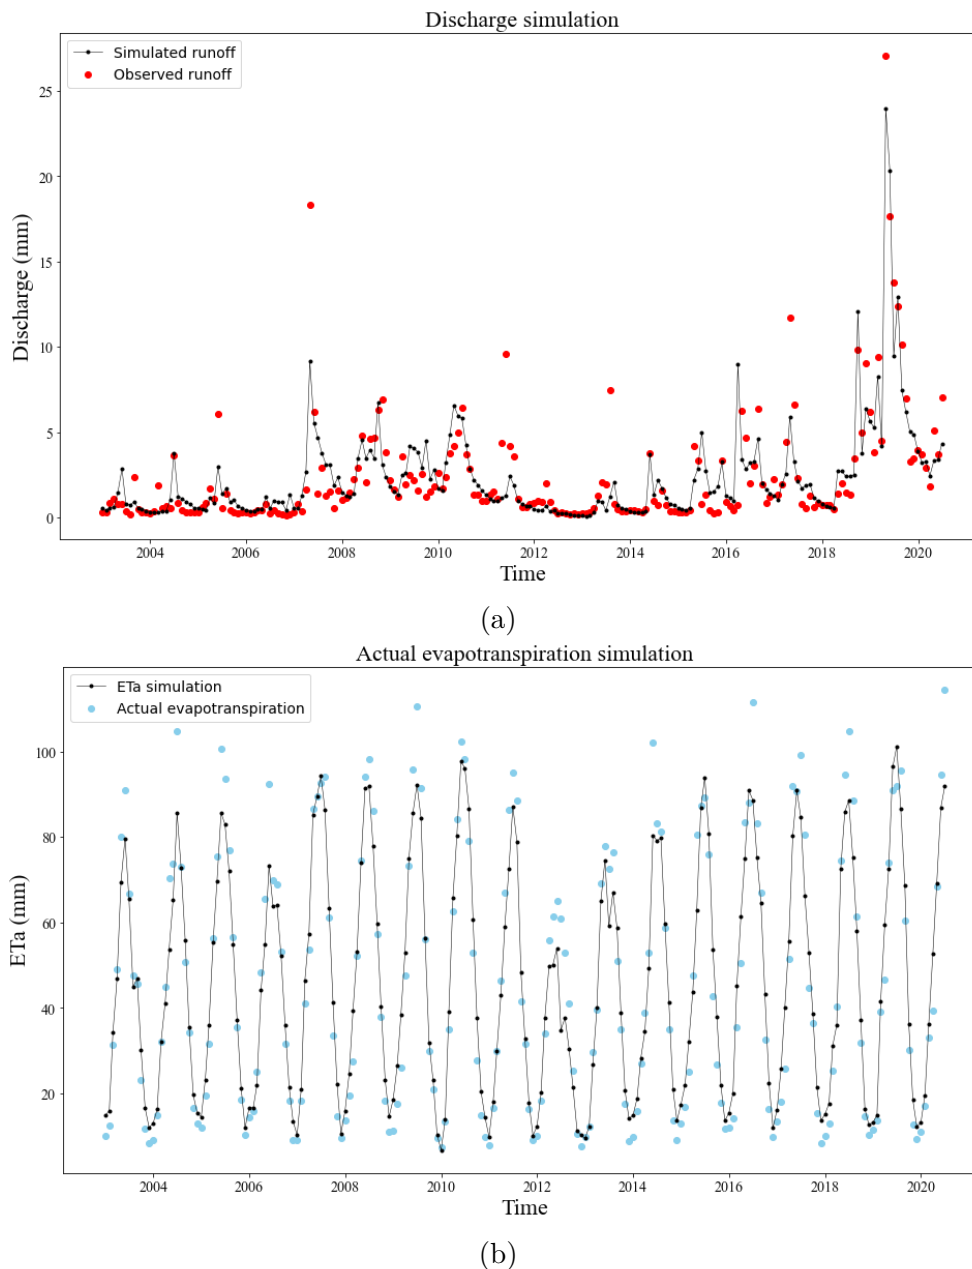 Discharge simulation
Simulated runoff
Observed runoff
25
20
15
10
5
0
Discharge (mm)
2004 2006 2008 2010 2012 2014 2016 2018 2020
Time
(a)
Actual evapotranspiration simulation
ETa simulation
Actual evapotranspiration
100
80
60
40
20
ETa (mm)
2004 2006 2008 2010 2012 2014 2016 2018 2020
Time
(b)